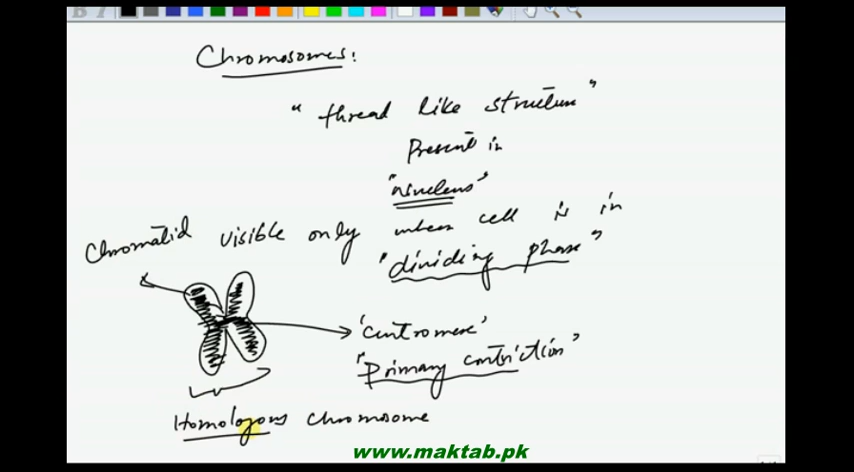 Chromosomes:
"thread like structure"
Present in
"nucleus"
visible only when cell is in
"dividing phase"
Chromatid
'Centromere'
"Primary contriction"
Homologous chromosome
www.maktab.pk